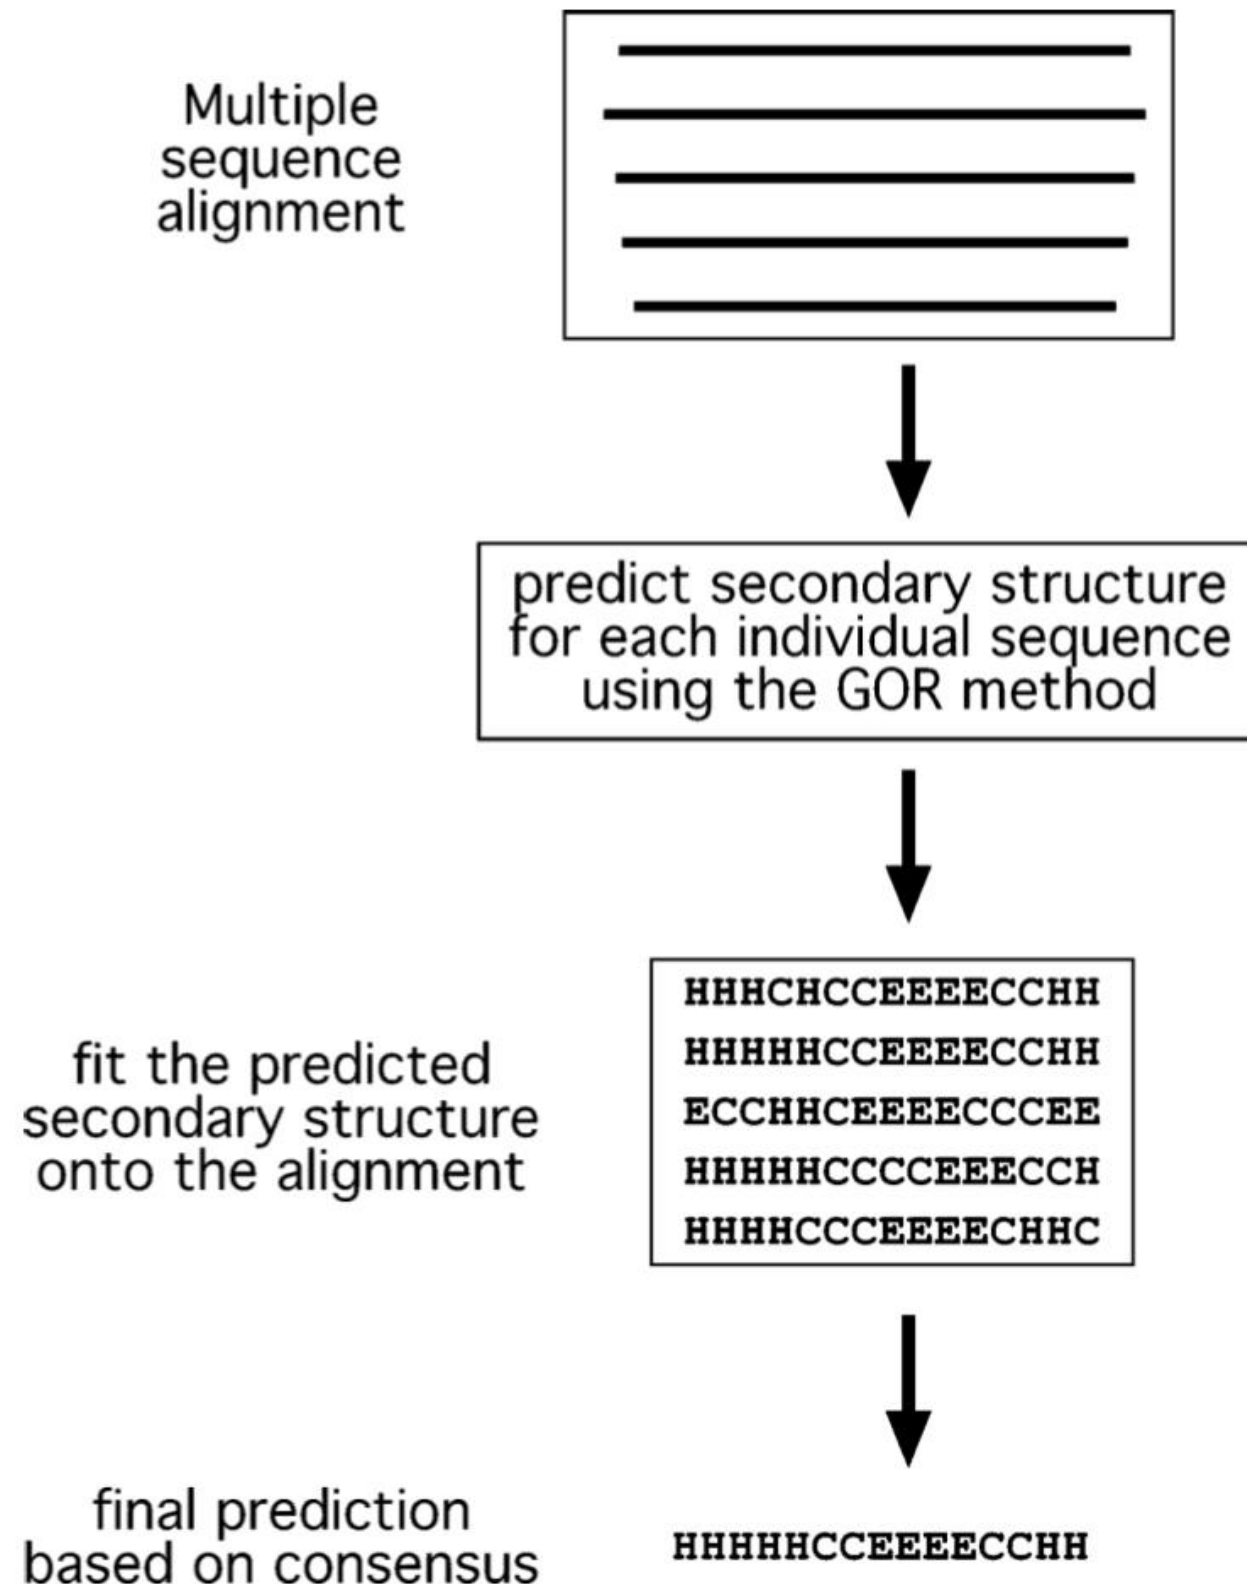 Multiple
sequence
alignment
predict secondary structure
for each individual sequence
using the GOR method
fit the predicted
secondary structure
onto the alignment
HHHCHCCEEEECCHH
HHHHHCCEEEECCHH
ECCHHCEEEECCCEE
HHHHHCCCCEEECCH
HHHHCCCEEEECHHC
final prediction
based on consensus
HHHHHCCEEEECCHH